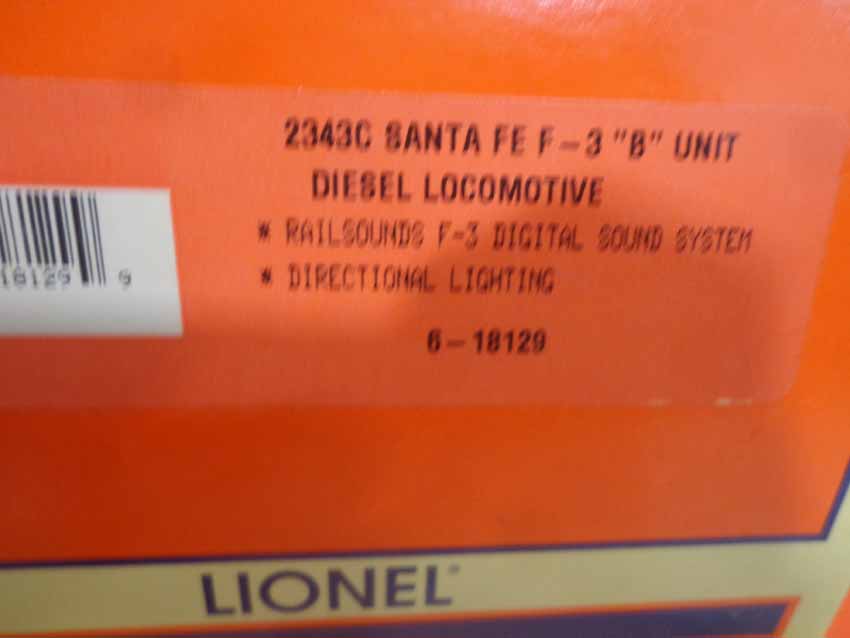 2343C SANTA FE F-3 "B" UNIT
DIESEL LOCOMOTIVE
* RAILSOUNDS F-3 DIGITAL SOUND SYSTEM
* DIRECTIONAL LIGHTING
18129 9
6-18129
LIONEL